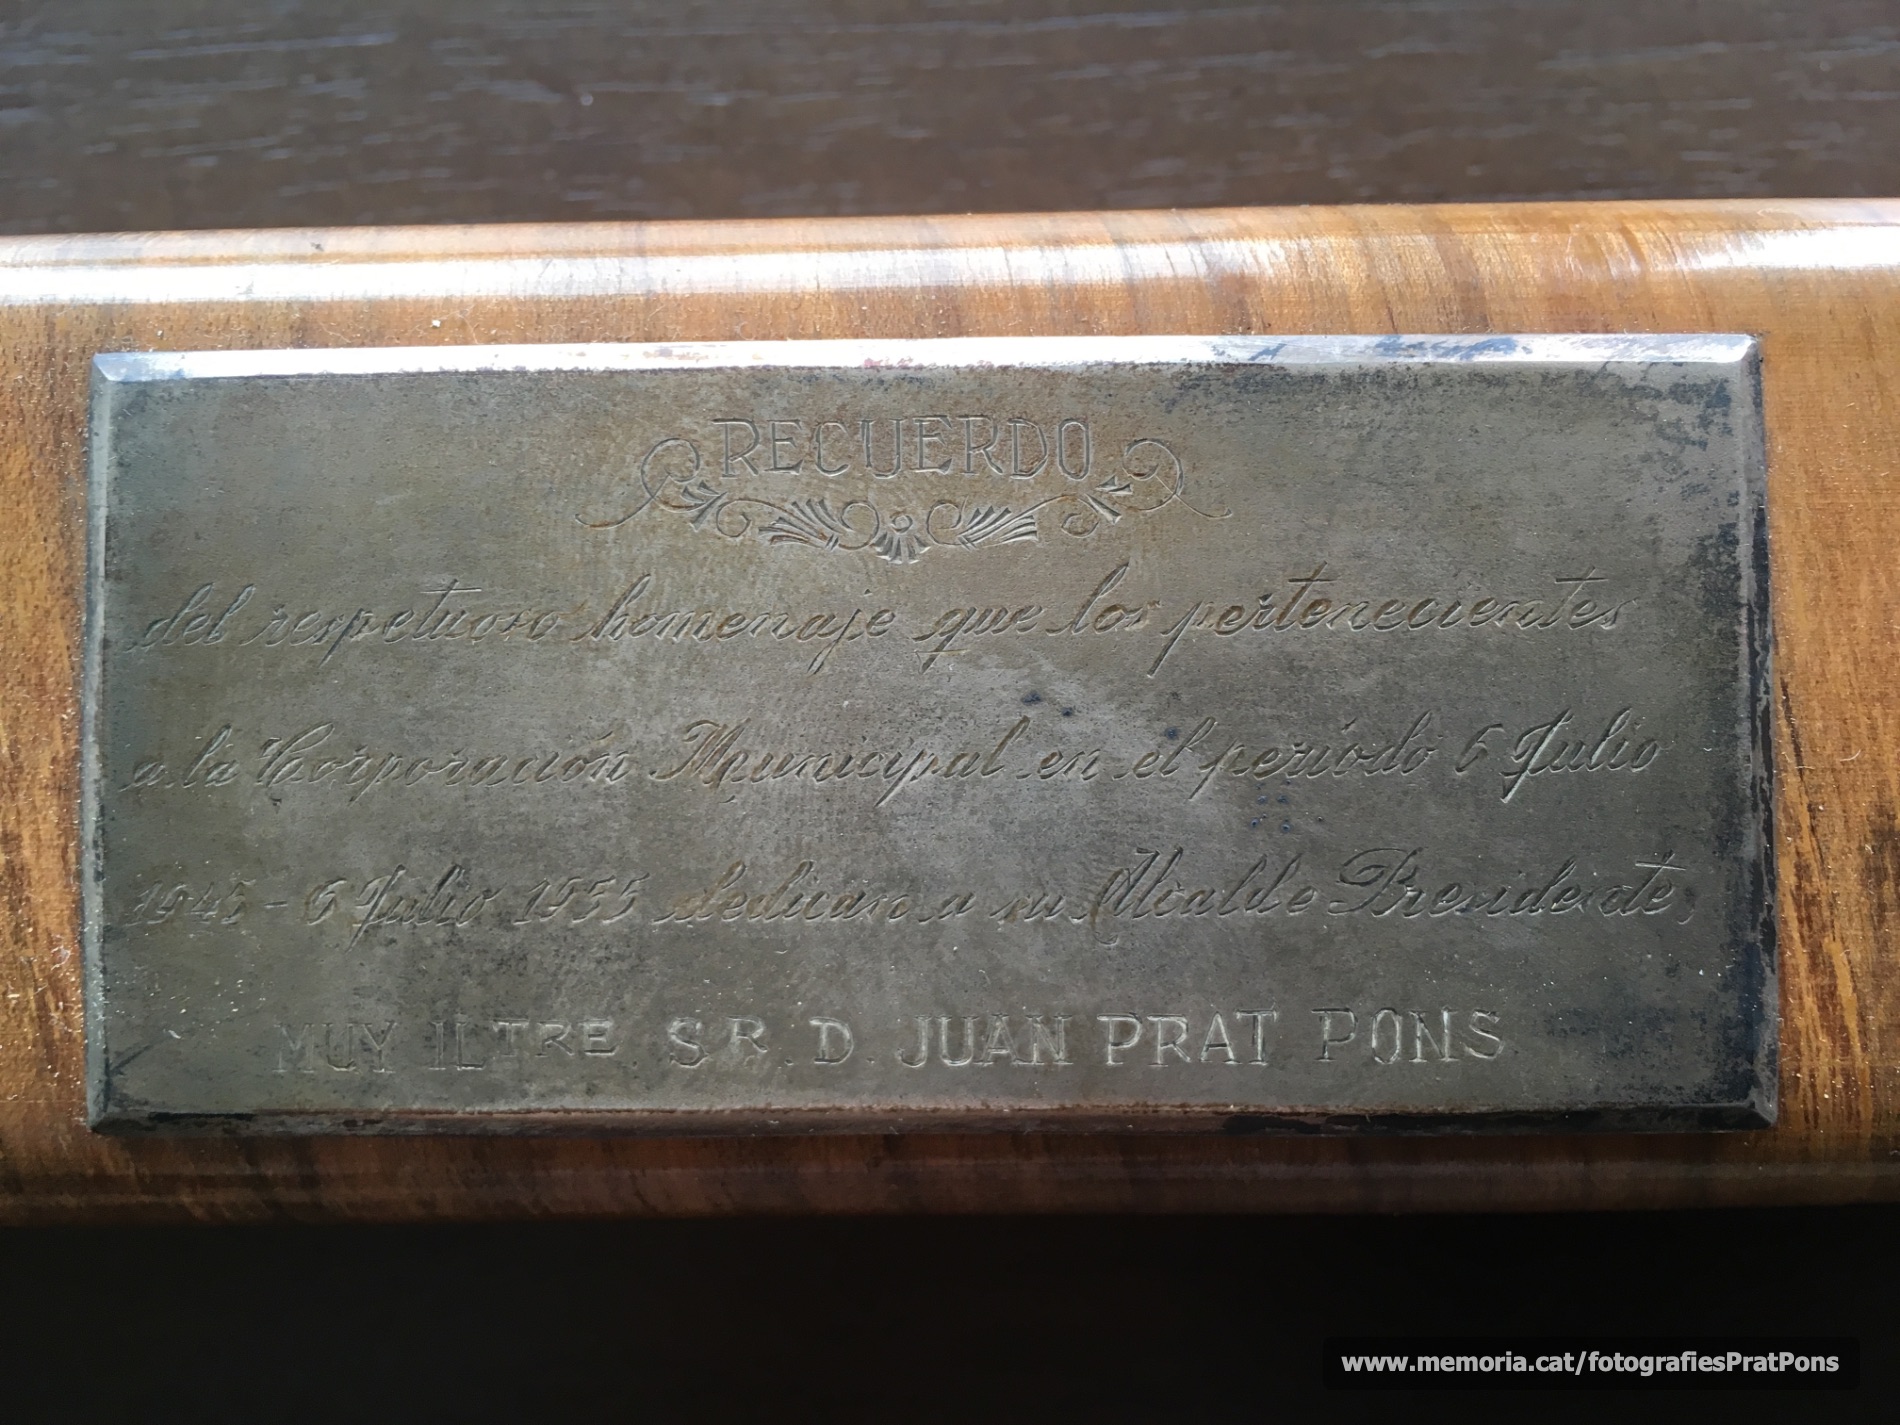 RECUERDO
del respetuoso homenaje que los pertenecientes
a la Corporación Municipal en el período 6 Julio
1945 - 6 Julio 1955 dedican a su Alcalde Presidente,
MUY ILTRE SR. D. JUAN PRAT PONS
www.memoria.cat/fotografiesPratPons